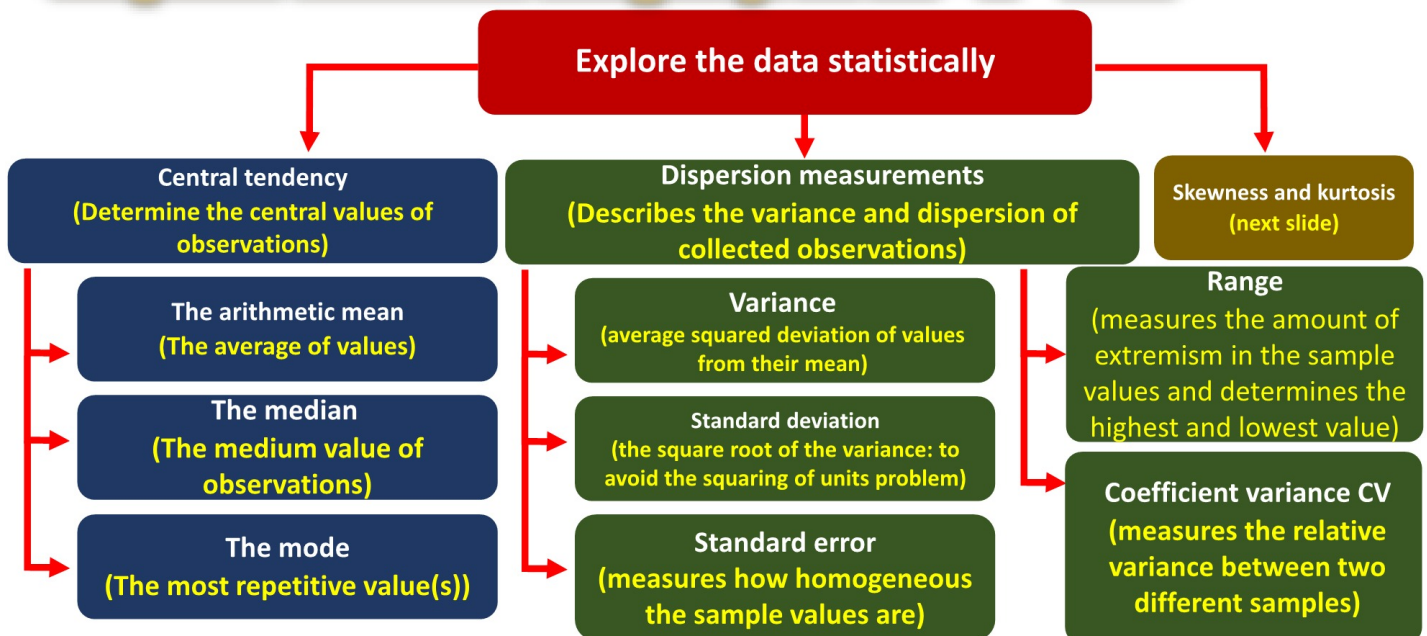 Explore the data statistically
Central tendency
(Determine the central values of
observations)
The arithmetic mean
(The average of values)
The median
(The medium value of
observations)
The mode
(The most repetitive value(s))
Dispersion measurements
(Describes the variance and dispersion of
collected observations)
Variance
(average squared deviation of values
from their mean)
Standard deviation
(the square root of the variance: to
avoid the squaring of units problem)
Standard error
(measures how homogeneous
the sample values are)
Range
(measures the amount of
extremism in the sample
values and determines the
highest and lowest value)
Coefficient variance CV
(measures the relative
variance between two
different samples)
Skewness and kurtosis
(next slide)